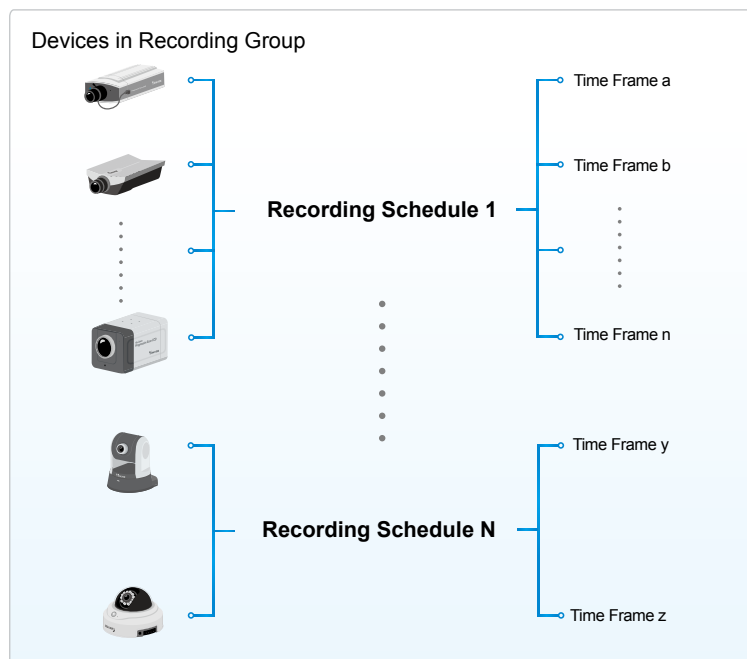 Devices in Recording Group
Time Frame a
Time Frame b
Recording Schedule 1
Time Frame n
Time Frame y
Recording Schedule N
Time Frame z